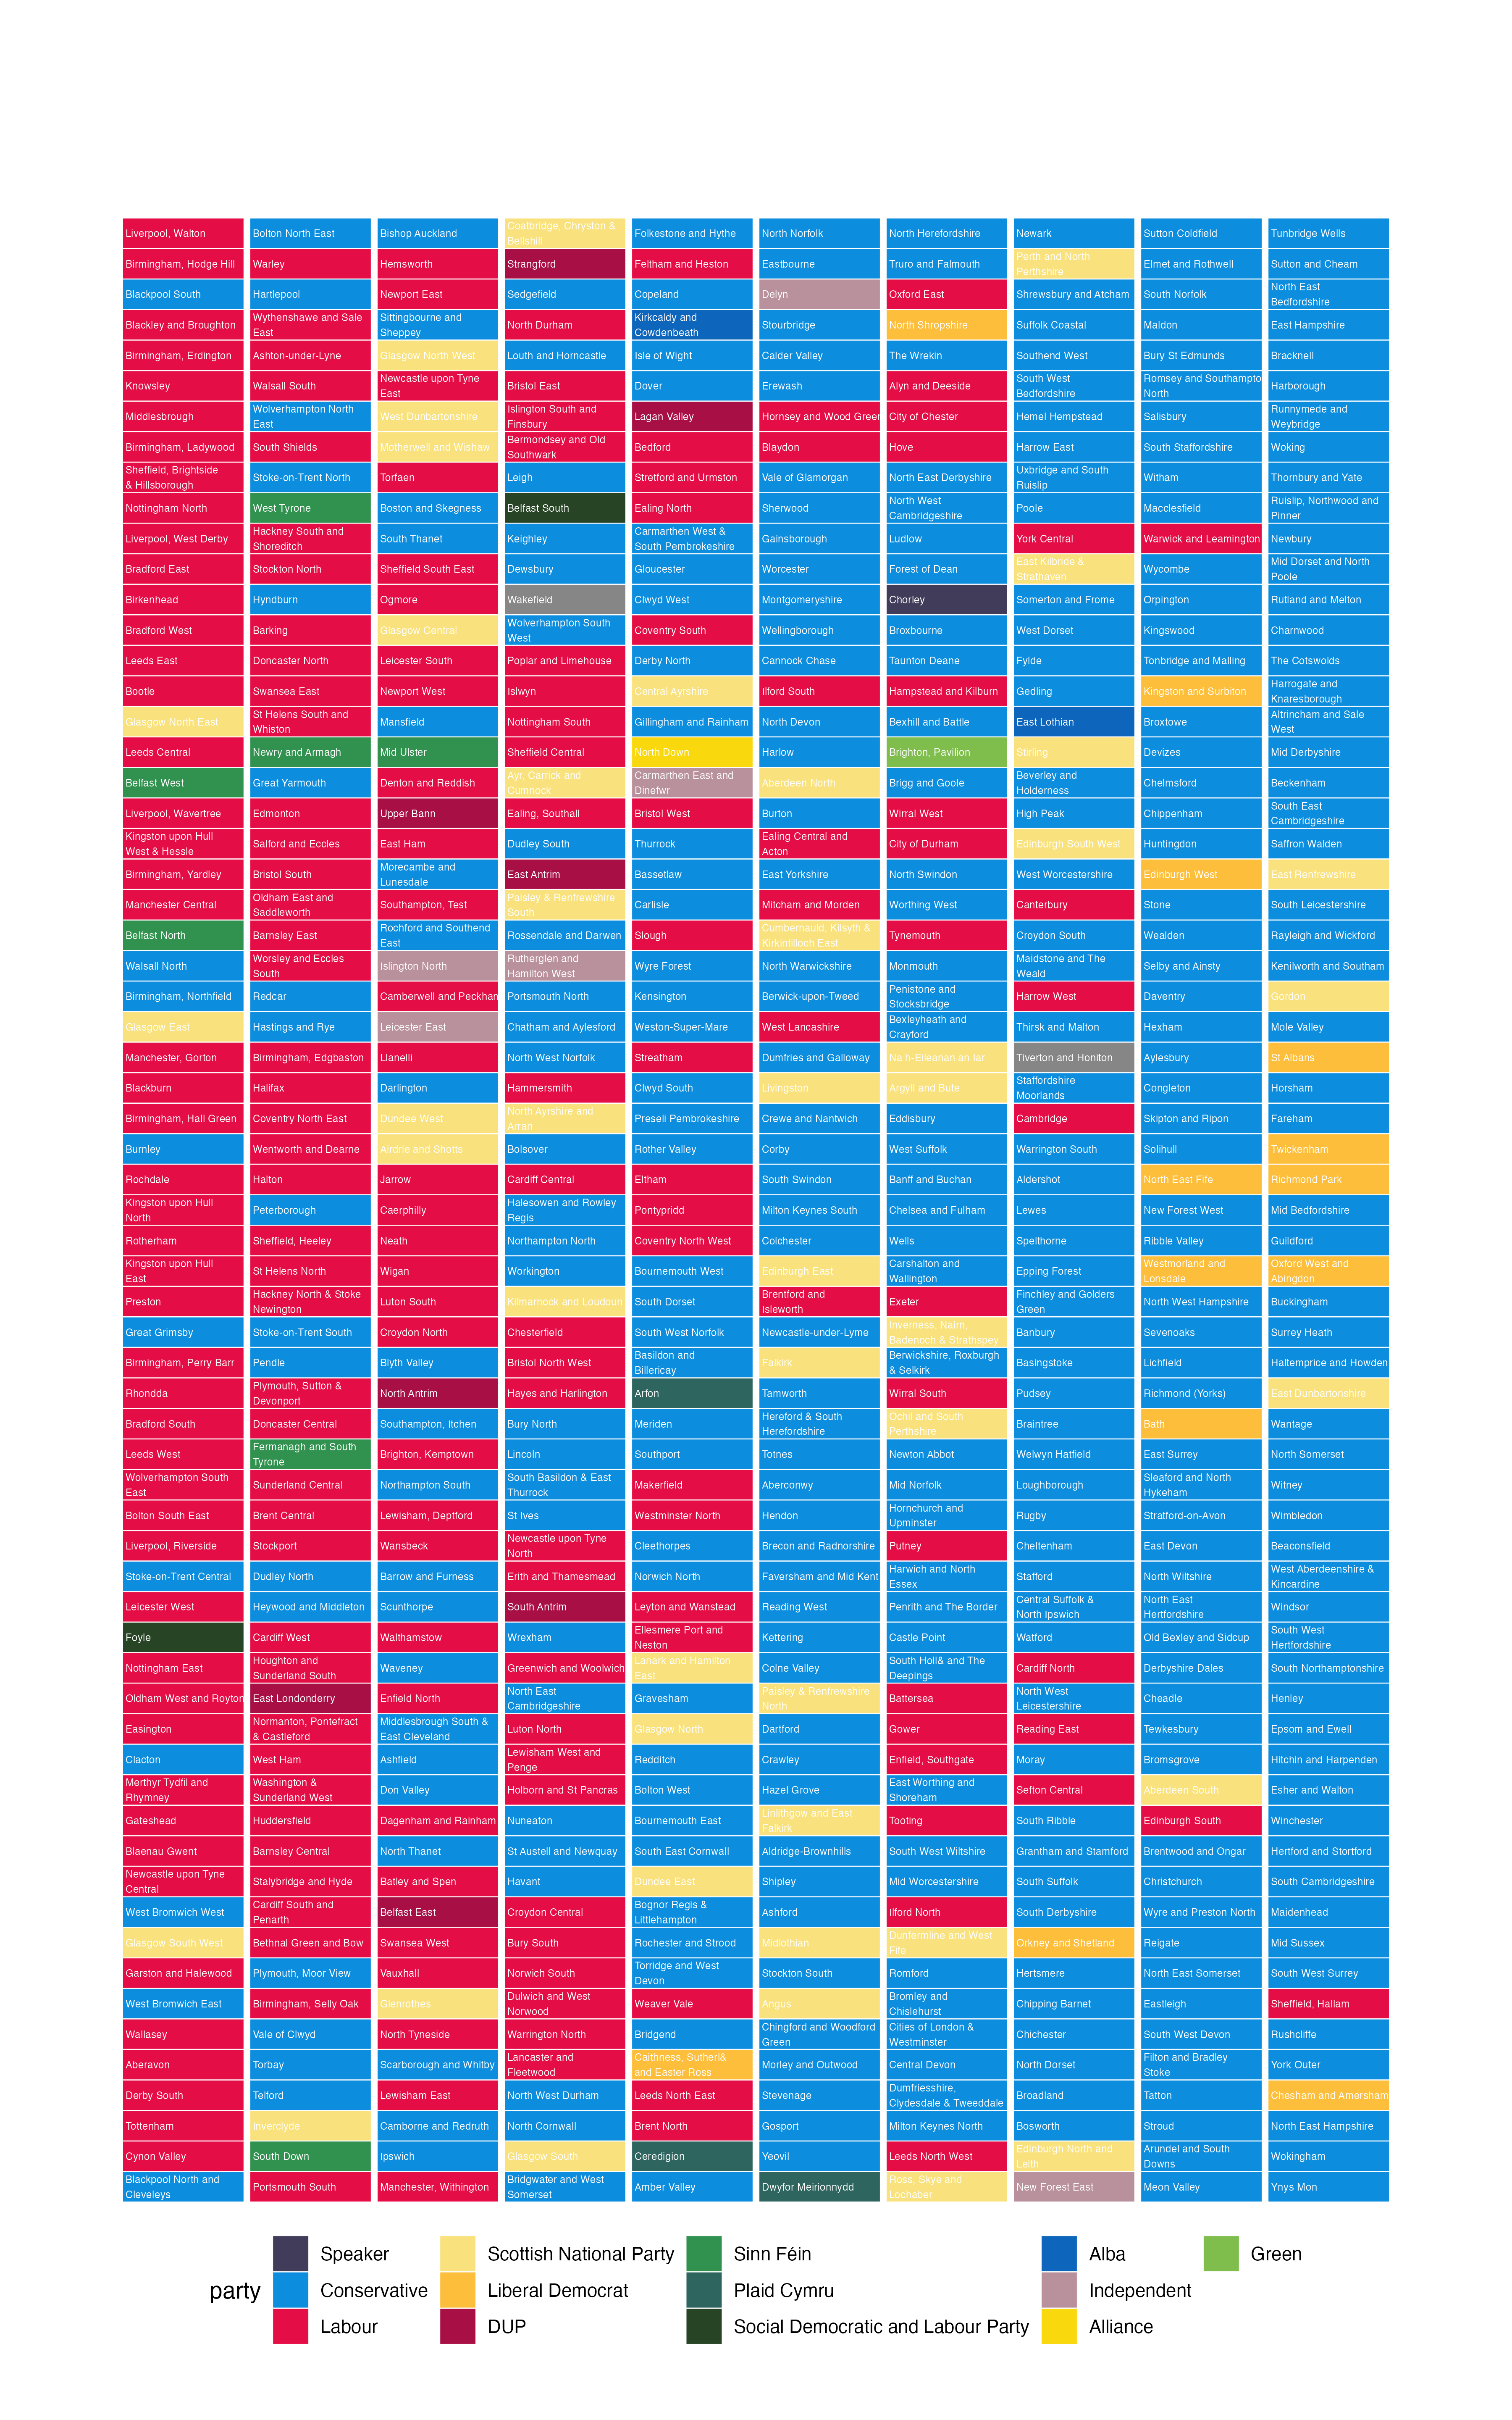 Liverpool, Walton
Birmingham, Hodge Hill
Blackpool South
Blackley and Broughton
Birmingham, Erdington
Knowsley
Middlesbrough
Birmingham, Ladywood
Sheffield, Brightside
& Hillsborough
Nottingham North
Liverpool, West Derby
Bradford East
Birkenhead
Bradford West
Leeds East
Bootle
Glasgow North East
Leeds Central
Belfast West
Liverpool, Wavertree
Kingston upon Hull
West & Hessle
Birmingham, Yardley
Manchester Central
Belfast North
Walsall North
Birmingham, Northfield
Glasgow East
Manchester, Gorton
Blackburn
Birmingham, Hall Green
Burnley
Rochdale
Kingston upon Hull
North
Rotherham
Kingston upon Hull
East
Preston
Great Grimsby
Birmingham, Perry Barr
Rhondda
Bradford South
Leeds West
Wolverhampton South
East
Bolton South East
Liverpool, Riverside
Stoke-on-Trent Central
Leicester West
Foyle
Nottingham East
Oldham West and Royton
Easington
Clacton
Merthyr Tydfil and
Rhymney
Gateshead
Blaenau Gwent
Newcastle upon Tyne
Central
West Bromwich West
Glasgow South West
Garston and Halewood
West Bromwich East
Wallasey
Aberavon
Derby South
Tottenham
Cynon Valley
Blackpool North and
Cleveleys
Bolton North East
Warley
Hartlepool
Wythenshawe and Sale
East
Ashton-under-Lyne
Walsall South
Wolverhampton North
East
South Shields
Stoke-on-Trent North
West Tyrone
Hackney South and
Shoreditch
Stockton North
Hyndburn
Barking
Doncaster North
Swansea East
St Helens South and
Whiston
Newry and Armagh
Great Yarmouth
Edmonton
Salford and Eccles
Bristol South
Oldham East and
Saddleworth
Barnsley East
Worsley and Eccles
South
Redcar
Hastings and Rye
Birmingham, Edgbaston
Halifax
Coventry North East
Wentworth and Dearne
Halton
Peterborough
Sheffield, Heeley
St Helens North
Hackney North & Stoke
Newington
Stoke-on-Trent South
Pendle
Plymouth, Sutton &
Devonport
Doncaster Central
Fermanagh and South
Tyrone
Sunderland Central
Brent Central
Stockport
Dudley North
Heywood and Middleton
Cardiff West
Houghton and
Sunderland South
East Londonderry
Normanton, Pontefract
& Castleford
West Ham
Washington &
Sunderland West
Huddersfield
Barnsley Central
Stalybridge and Hyde
Cardiff South and
Penarth
Bethnal Green and Bow
Plymouth, Moor View
Birmingham, Selly Oak
Vale of Clwyd
Torbay
Telford
Inverclyde
South Down
Portsmouth South
Bishop Auckland
Hemsworth
Newport East
Sittingbourne and
Sheppey
Glasgow North West
Newcastle upon Tyne
East
West Dunbartonshire
Motherwell and Wishaw
Torfaen
Boston and Skegness
South Thanet
Sheffield South East
Ogmore
Glasgow Central
Leicester South
Newport West
Mansfield
Mid Ulster
Denton and Reddish
Upper Bann
East Ham
Morecambe and
Lunesdale
Southampton, Test
Rochford and Southend
East
Islington North
Camberwell and Peckham
Leicester East
Llanelli
Darlington
Dundee West
Airdrie and Shotts
Jarrow
Caerphilly
Neath
Wigan
Luton South
Croydon North
Blyth Valley
North Antrim
Southampton, Itchen
Brighton, Kemptown
Northampton South
Lewisham, Deptford
Wansbeck
Barrow and Furness
Scunthorpe
Walthamstow
Waveney
Enfield North
Middlesbrough South &
East Cleveland
Ashfield
Don Valley
Dagenham and Rainham
North Thanet
Batley and Spen
Belfast East
Swansea West
Vauxhall
Glenrothes
North Tyneside
Scarborough and Whitby
Lewisham East
Camborne and Redruth
Ipswich
Manchester, Withington
Coatbridge, Chryston &
Bellshill
Strangford
Sedgefield
North Durham
Louth and Horncastle
Bristol East
Islington South and
Finsbury
Bermondsey and Old
Southwark
Leigh
Belfast South
Keighley
Dewsbury
Wakefield
Wolverhampton South
West
Poplar and Limehouse
Islwyn
Nottingham South
Sheffield Central
Ayr, Carrick and
Cumnock
Ealing, Southall
Dudley South
East Antrim
Paisley & Renfrewshire
South
Rossendale and Darwen
Rutherglen and
Hamilton West
Portsmouth North
Chatham and Aylesford
North West Norfolk
Hammersmith
North Ayrshire and
Arran
Bolsover
Cardiff Central
Halesowen and Rowley
Regis
Northampton North
Workington
Kilmarnock and Loudoun
Chesterfield
Bristol North West
Hayes and Harlington
Bury North
Lincoln
South Basildon & East
Thurrock
St Ives
Newcastle upon Tyne
North
Erith and Thamesmead
South Antrim
Wrexham
Greenwich and Woolwich
North East
Cambridgeshire
Luton North
Lewisham West and
Penge
Holborn and St Pancras
Nuneaton
St Austell and Newquay
Havant
Croydon Central
Bury South
Norwich South
Dulwich and West
Norwood
Warrington North
Lancaster and
Fleetwood
North West Durham
North Cornwall
Glasgow South
Bridgwater and West
Somerset
Folkestone and Hythe
Feltham and Heston
Copeland
Kirkcaldy and
Cowdenbeath
Isle of Wight
Dover
Lagan Valley
Bedford
Stretford and Urmston
Ealing North
Carmarthen West &
South Pembrokeshire
Gloucester
Clwyd West
Coventry South
Derby North
Central Ayrshire
Gillingham and Rainham
North Down
Carmarthen East and
Dinefwr
Bristol West
Thurrock
Bassetlaw
Carlisle
Slough
Wyre Forest
Kensington
Weston-Super-Mare
Streatham
Clwyd South
Preseli Pembrokeshire
Rother Valley
Eltham
Pontypridd
Coventry North West
Bournemouth West
South Dorset
South West Norfolk
Basildon and
Billericay
Arfon
Meriden
Southport
Makerfield
Westminster North
Cleethorpes
Norwich North
Leyton and Wanstead
Ellesmere Port and
Neston
Lanark and Hamilton
East
Gravesham
Glasgow North
Redditch
Bolton West
Bournemouth East
South East Cornwall
Dundee East
Bognor Regis &
Littlehampton
Rochester and Strood
Torridge and West
Devon
Weaver Vale
Bridgend
Caithness, Sutherl&
and Easter Ross
Leeds North East
Brent North
Ceredigion
Amber Valley
North Norfolk
Eastbourne
Delyn
Stourbridge
Calder Valley
Erewash
Hornsey and Wood Green
Blaydon
Vale of Glamorgan
Sherwood
Gainsborough
Worcester
Montgomeryshire
Wellingborough
Cannock Chase
Ilford South
North Devon
Harlow
Aberdeen North
Burton
Ealing Central and
Acton
East Yorkshire
Mitcham and Morden
Cumbernauld, Kilsyth &
Kirkintilloch East
North Warwickshire
Berwick-upon-Tweed
West Lancashire
Dumfries and Galloway
Livingston
Crewe and Nantwich
Corby
South Swindon
Milton Keynes South
Colchester
Edinburgh East
Brentford and
Isleworth
Newcastle-under-Lyme
Falkirk
Tamworth
Hereford & South
Herefordshire
Totnes
Aberconwy
Hendon
Brecon and Radnorshire
Faversham and Mid Kent
Reading West
Kettering
Colne Valley
Paisley & Renfrewshire
North
Dartford
Crawley
Hazel Grove
Linlithgow and East
Falkirk
Aldridge-Brownhills
Shipley
Ashford
Midlothian
Stockton South
Angus
Chingford and Woodford
Green
Morley and Outwood
Stevenage
Gosport
Yeovil
Dwyfor Meirionnydd
North Herefordshire
Truro and Falmouth
Oxford East
North Shropshire
The Wrekin
Alyn and Deeside
City of Chester
Hove
North East Derbyshire
North West
Cambridgeshire
Ludlow
Forest of Dean
Chorley
Broxbourne
Taunton Deane
Hampstead and Kilburn
Bexhill and Battle
Brighton, Pavilion
Brigg and Goole
Wirral West
City of Durham
North Swindon
Worthing West
Tynemouth
Monmouth
Penistone and
Stocksbridge
Bexleyheath and
Crayford
Na h-Eileanan an Iar
Argyll and Bute
Eddisbury
West Suffolk
Banff and Buchan
Chelsea and Fulham
Wells
Carshalton and
Wallington
Exeter
Inverness, Nairn,
Badenoch & Strathspey
Berwickshire, Roxburgh
& Selkirk
Wirral South
Ochil and South
Perthshire
Newton Abbot
Mid Norfolk
Hornchurch and
Upminster
Putney
Harwich and North
Essex
Penrith and The Border
Castle Point
South Holl& and The
Deepings
Battersea
Gower
Enfield, Southgate
East Worthing and
Shoreham
Tooting
South West Wiltshire
Mid Worcestershire
Ilford North
Dunfermline and West
Fife
Romford
Bromley and
Chislehurst
Cities of London &
Westminster
Central Devon
Dumfriesshire,
Clydesdale & Tweeddale
Milton Keynes North
Leeds North West
Ross, Skye and
Lochaber
Newark
Perth and North
Perthshire
Shrewsbury and Atcham
Suffolk Coastal
Southend West
South West
Bedfordshire
Hemel Hempstead
Harrow East
Uxbridge and South
Ruislip
Poole
York Central
East Kilbride &
Strathaven
Somerton and Frome
West Dorset
Fylde
Gedling
East Lothian
Stirling
Beverley and
Holderness
High Peak
Edinburgh South West
West Worcestershire
Canterbury
Croydon South
Maidstone and The
Weald
Harrow West
Thirsk and Malton
Tiverton and Honiton
Staffordshire
Moorlands
Cambridge
Warrington South
Aldershot
Lewes
Spelthorne
Epping Forest
Finchley and Golders
Green
Banbury
Basingstoke
Pudsey
Braintree
Welwyn Hatfield
Loughborough
Rugby
Cheltenham
Stafford
Central Suffolk &
North Ipswich
Watford
Cardiff North
North West
Leicestershire
Reading East
Moray
Sefton Central
South Ribble
Grantham and Stamford
South Suffolk
South Derbyshire
Orkney and Shetland
Hertsmere
Chipping Barnet
Chichester
North Dorset
Broadland
Bosworth
Edinburgh North and
Leith
New Forest East
Sutton Coldfield
Elmet and Rothwell
South Norfolk
Maldon
Bury St Edmunds
Romsey and Southampto
North
Salisbury
South Staffordshire
Witham
Macclesfield
Warwick and Leamington
Wycombe
Orpington
Kingswood
Tonbridge and Malling
Kingston and Surbiton
Broxtowe
Devizes
Chelmsford
Chippenham
Huntingdon
Edinburgh West
Stone
Wealden
Selby and Ainsty
Daventry
Hexham
Aylesbury
Congleton
Skipton and Ripon
Solihull
North East Fife
New Forest West
Ribble Valley
Westmorland and
Lonsdale
North West Hampshire
Sevenoaks
Lichfield
Richmond (Yorks)
Bath
East Surrey
Sleaford and North
Hykeham
Stratford-on-Avon
East Devon
North Wiltshire
North East
Hertfordshire
Old Bexley and Sidcup
Derbyshire Dales
Cheadle
Tewkesbury
Bromsgrove
Aberdeen South
Edinburgh South
Brentwood and Ongar
Christchurch
Wyre and Preston North
Reigate
North East Somerset
Eastleigh
South West Devon
Filton and Bradley
Stoke
Tatton
Stroud
Arundel and South
Downs
Meon Valley
Tunbridge Wells
Sutton and Cheam
North East
Bedfordshire
East Hampshire
Bracknell
Harborough
Runnymede and
Weybridge
Woking
Thornbury and Yate
Ruislip, Northwood and
Pinner
Newbury
Mid Dorset and North
Poole
Rutland and Melton
Charnwood
The Cotswolds
Harrogate and
Knaresborough
Altrincham and Sale
West
Mid Derbyshire
Beckenham
South East
Cambridgeshire
Saffron Walden
East Renfrewshire
South Leicestershire
Rayleigh and Wickford
Kenilworth and Southam
Gordon
Mole Valley
St Albans
Horsham
Fareham
Twickenham
Richmond Park
Mid Bedfordshire
Guildford
Oxford West and
Abingdon
Buckingham
Surrey Heath
Haltemprice and Howden
East Dunbartonshire
Wantage
North Somerset
Witney
Wimbledon
Beaconsfield
West Aberdeenshire &
Kincardine
Windsor
South West
Hertfordshire
South Northamptonshire
Henley
Epsom and Ewell
Hitchin and Harpenden
Esher and Walton
Winchester
Hertford and Stortford
South Cambridgeshire
Maidenhead
Mid Sussex
South West Surrey
Sheffield, Hallam
Rushcliffe
York Outer
Chesham and Amersham
North East Hampshire
Wokingham
Ynys Mon
party
Speaker
Conservative
Labour
Scottish National Party
Liberal Democrat
DUP
Sinn Féin
Plaid Cymru
Social Democratic and Labour Party
Alba
Independent
Alliance
Green